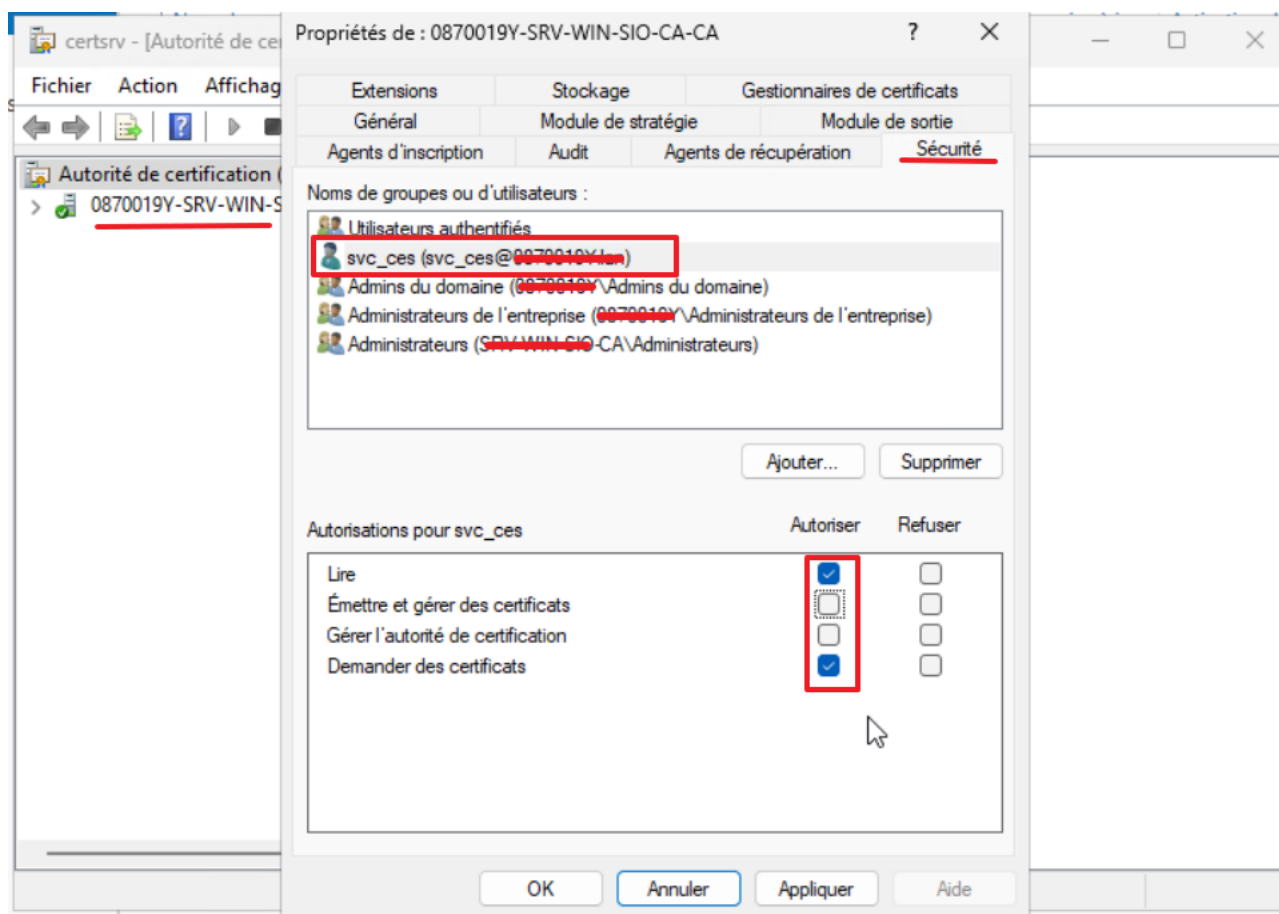 certsrv - [Autorité de cer
Propriétés de : 0870019Y-SRV-WIN-SIO-CA-CA
?
Fichier Action Affichag
Extensions Stockage Gestionnaires de certificats
Général Module de stratégie Module de sortie
Agents d'inscription Audit Agents de récupération Sécurité
Autorité de certification (
0870019Y-SRV-WIN-S
Noms de groupes ou d'utilisateurs :
Utilisateurs authentifiés
svc_ces (svc_ces@)
Admins du domaine (\Admins du domaine)
Administrateurs de l'entreprise (\Administrateurs de l'entreprise)
Administrateurs (-CA\Administrateurs)
Ajouter... Supprimer
Autorisations pour svc_ces Autoriser Refuser
Lire
Émettre et gérer des certificats
Gérer l'autorité de certification
Demander des certificats
OK Annuler Appliquer Aide